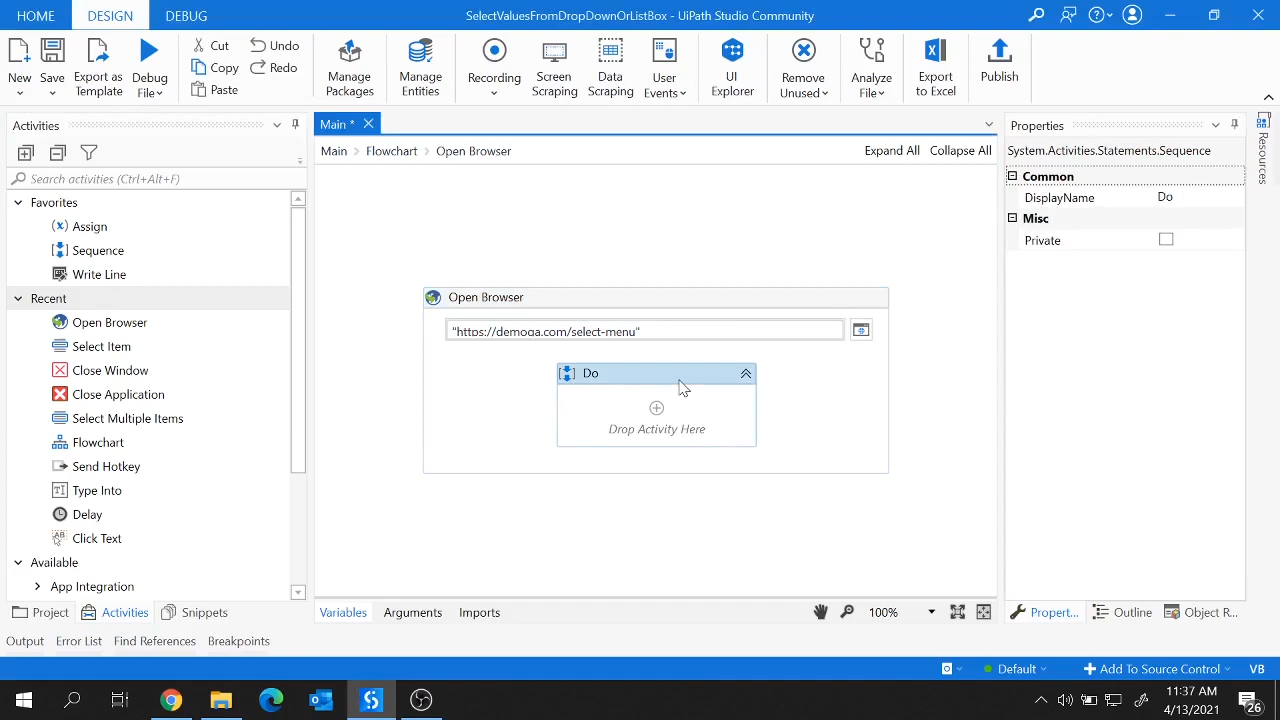 HOME DESIGN DEBUG SelectValuesFromDropDownOrListBox - UiPath Studio Community
New Save Export as Template Debug File Cut Copy Paste Undo Redo Manage Packages Manage Entities Recording Screen Scraping Data Scraping User Events UI Explorer Remove Unused Analyze File Export to Excel Publish
Activities
Search activities (Ctrl+Alt+F)
Favorites
Assign
Sequence
Write Line
Recent
Open Browser
Select Item
Close Window
Close Application
Select Multiple Items
Flowchart
Send Hotkey
Type Into
Delay
Click Text
Available
App Integration
Project Activities Snippets
Main *
Main > Flowchart > Open Browser Expand All Collapse All
Open Browser
"https://demoqa.com/select-menu"
Do
Drop Activity Here
Variables Arguments Imports 100%
Properties
System.Activities.Statements.Sequence
Common
DisplayName Do
Misc
Private
Propert... Outline Object R...
Resources
Output Error List Find References Breakpoints
Default Add To Source Control VB
11:37 AM
4/13/2021
26